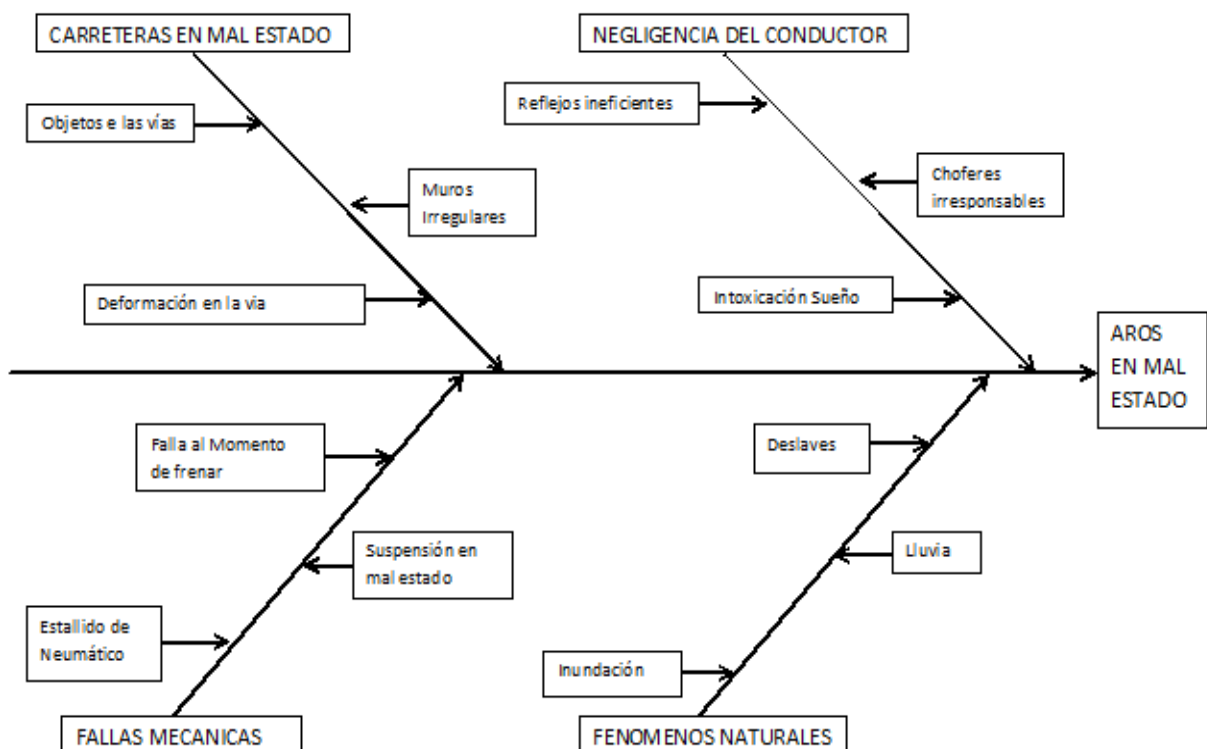 CARRETERAS EN MAL ESTADO
NEGLIGENCIA DEL CONDUCTOR
Reflejos ineficientes
Objetos e las vías
Choferes
irresponsables
Muros
Irregulares
Deformación en la via
Intoxicación Sueño
AROS
EN MAL
ESTADO
Falla al Momento
de frenar
Deslaves
Suspensión en
mal estado
Lluvia
Estallido de
Neumático
Inundación
FALLAS MECANICAS
FENOMENOS NATURALES